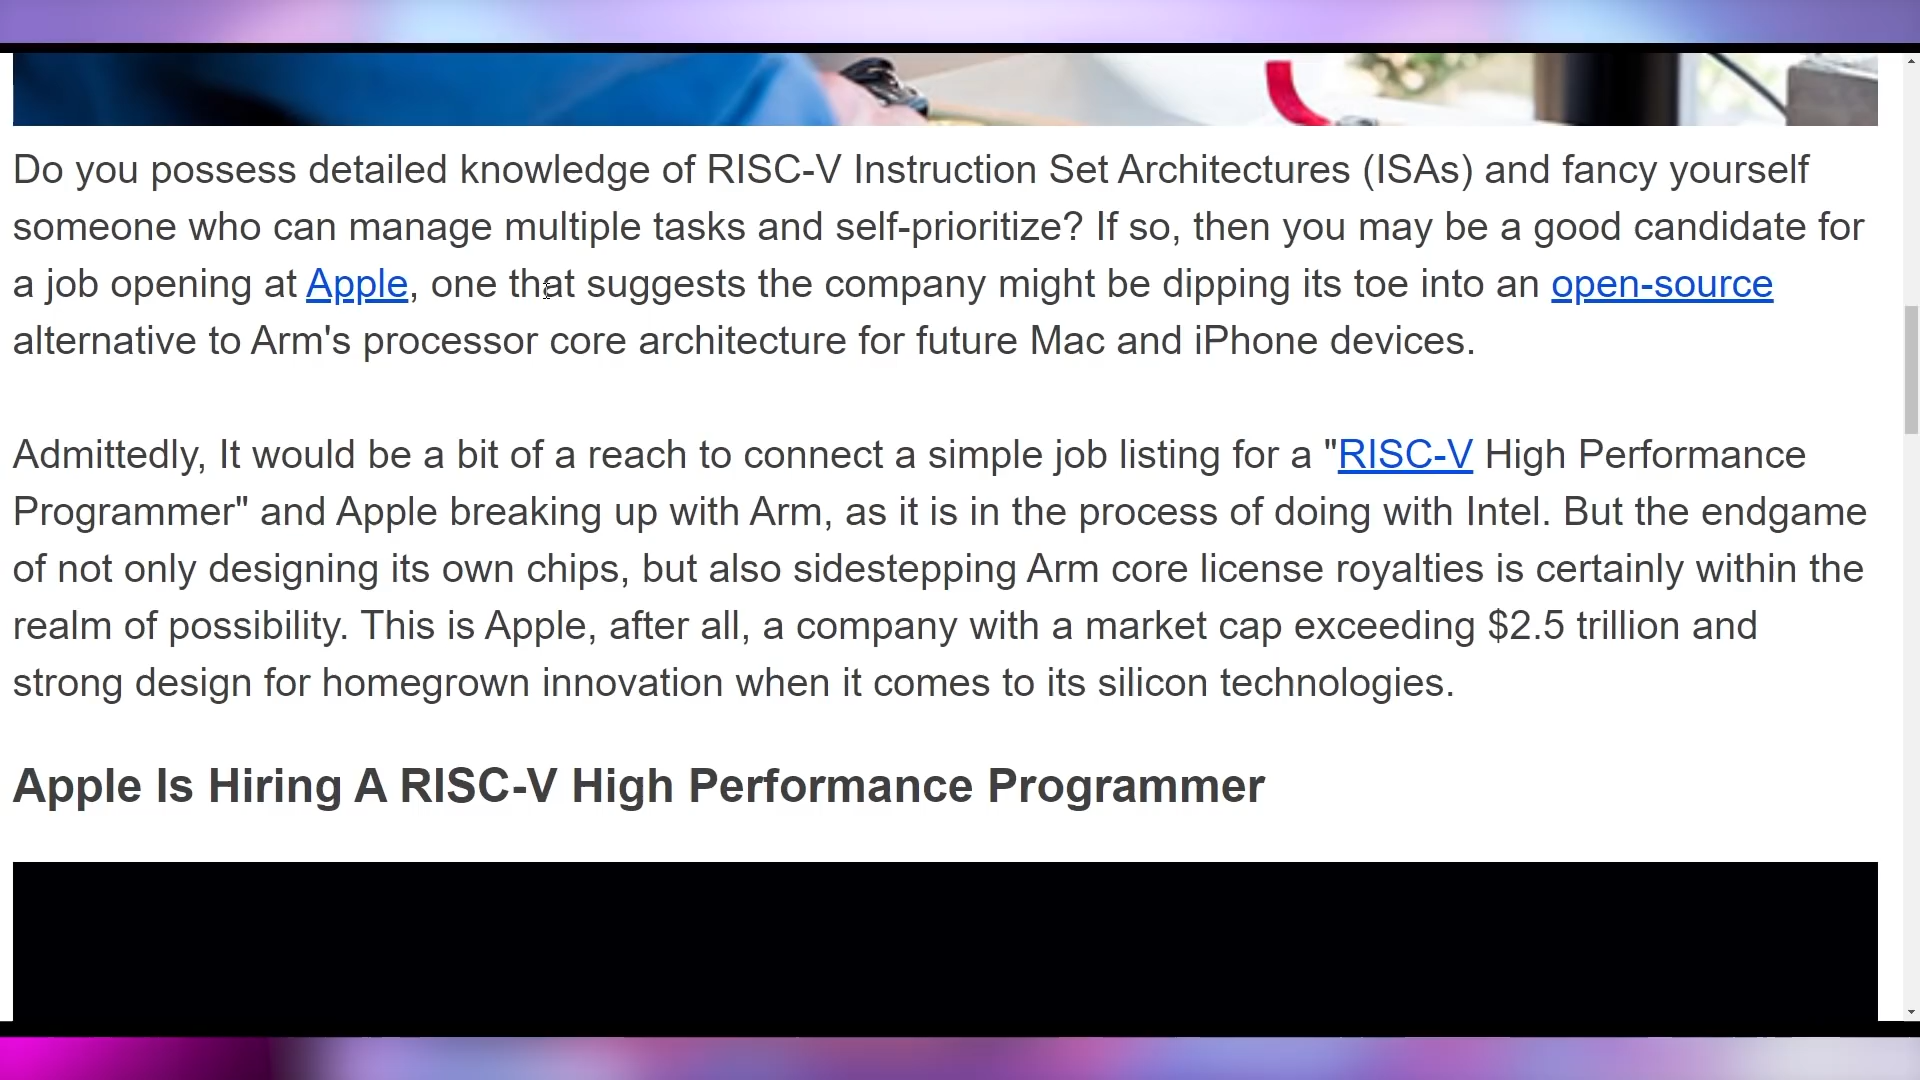 Do you possess detailed knowledge of RISC-V Instruction Set Architectures (ISAs) and fancy yourself
someone who can manage multiple tasks and self-prioritize? If so, then you may be a good candidate for
a job opening at Apple, one that suggests the company might be dipping its toe into an open-source
alternative to Arm's processor core architecture for future Mac and iPhone devices.
Admittedly, It would be a bit of a reach to connect a simple job listing for a "RISC-V High Performance
Programmer" and Apple breaking up with Arm, as it is in the process of doing with Intel. But the endgame
of not only designing its own chips, but also sidestepping Arm core license royalties is certainly within the
realm of possibility. This is Apple, after all, a company with a market cap exceeding $2.5 trillion and
strong design for homegrown innovation when it comes to its silicon technologies.
Apple Is Hiring A RISC-V High Performance Programmer